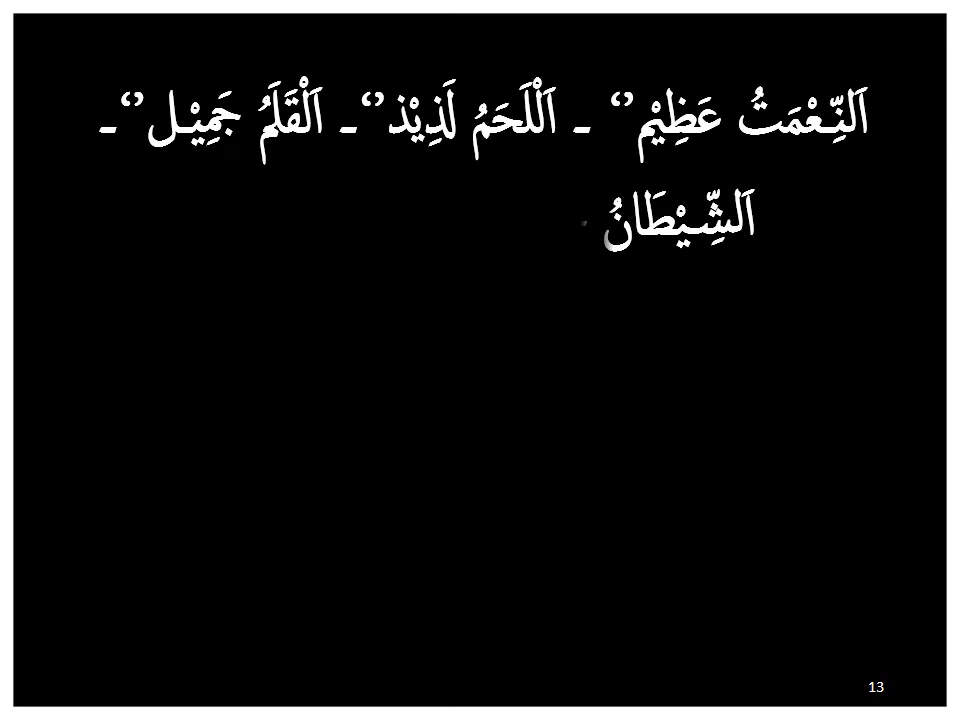 اَلنِّعْمَتُ عَظِيْم‘’ ۔ اَلْلَحَمُ لَذِيْذ‘’۔ اَلْقَلَمُ جَمِيْل‘’۔
اَلشِّيْطَانُ
13